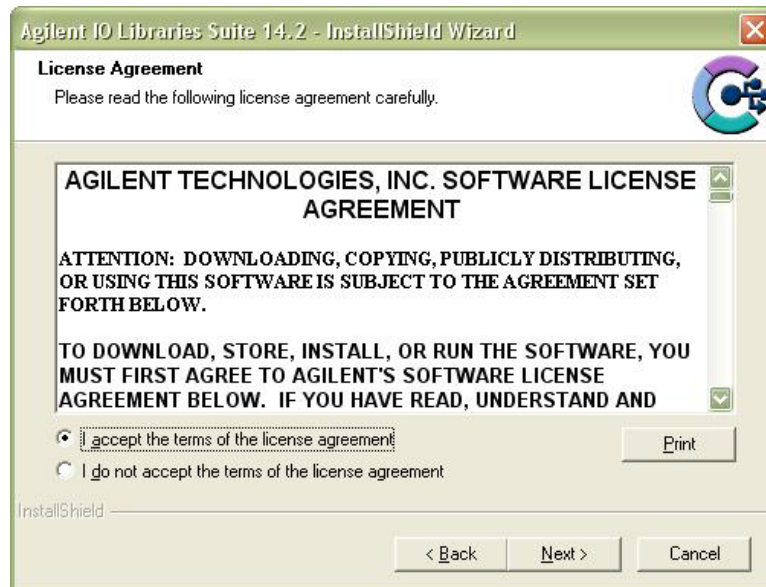 Agilent IO Libraries Suite 14.2 - InstallShield Wizard
License Agreement
Please read the following license agreement carefully.
AGILENT TECHNOLOGIES, INC. SOFTWARE LICENSE
AGREEMENT
ATTENTION: DOWNLOADING, COPYING, PUBLICLY DISTRIBUTING,
OR USING THIS SOFTWARE IS SUBJECT TO THE AGREEMENT SET
FORTH BELOW.
TO DOWNLOAD, STORE, INSTALL, OR RUN THE SOFTWARE, YOU
MUST FIRST AGREE TO AGILENT'S SOFTWARE LICENSE
AGREEMENT BELOW. IF YOU HAVE READ, UNDERSTAND AND
I accept the terms of the license agreement
Print
I do not accept the terms of the license agreement
InstallShield
< Back
Next >
Cancel